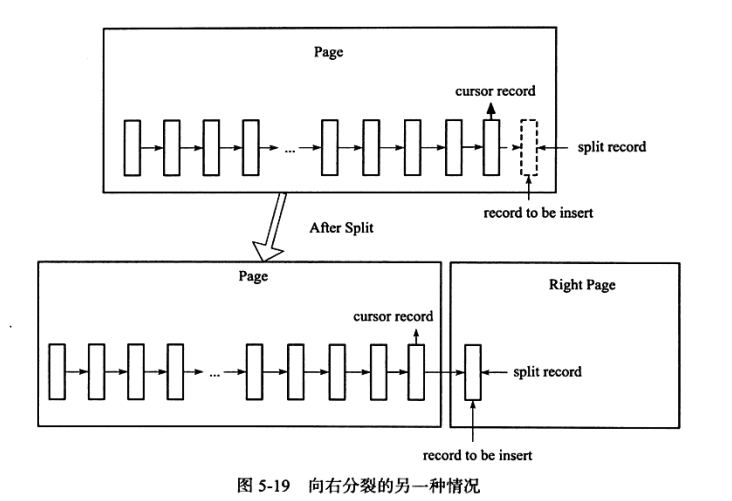 Page
cursor record
...
split record
record to be insert
After Split
Page
Right Page
cursor record
...
split record
record to be insert
图 5-19 向右分裂的另一种情况